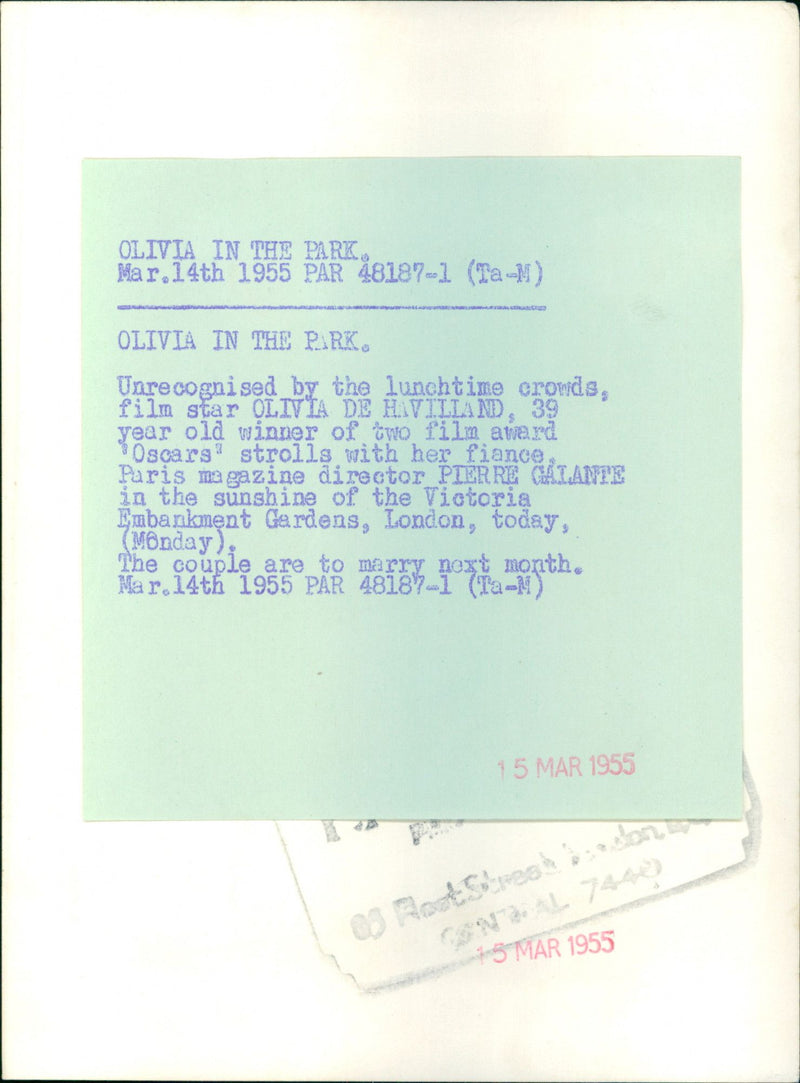 OLIVIA IN THE PARK.
Mar.14th 1955 PAR 48187-1 (Ta-M)
OLIVIA IN THE PARK.
Unrecognised by the lunchtime crowds,
film star OLIVIA DE HAVILLAND, 39
year old winner of two film award
"Oscars" strolls with her fiance,
Paris magazine director PIERRE GALANTE
in the sunshine of the Victoria
Embankment Gardens, London, today,
(Monday).
The couple are to marry next month.
Mar.14th 1955 PAR 48187-1 (Ta-M)
15 MAR 1955
Fleet Street London
CENTRAL 7440
15 MAR 1955